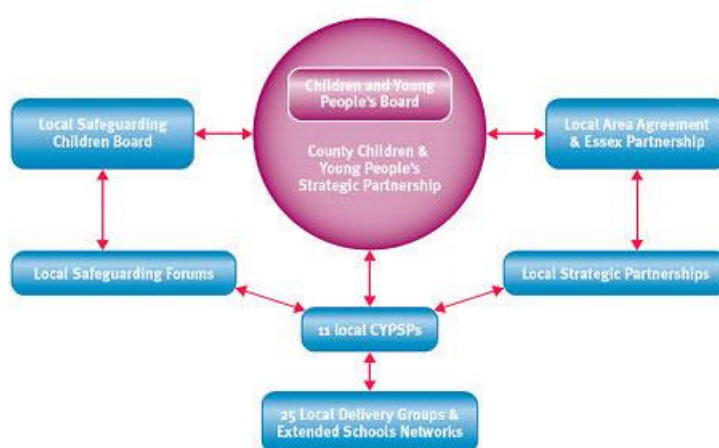 Children and Young
People's Board
County Children &
Young People's
Strategic Partnership
Local Safeguarding
Children Board
Local Area Agreement
& Essex Partnership
Local Safeguarding Forums
Local Strategic Partnerships
11 local CYPSPs
25 Local Delivery Groups &
Extended Schools Networks